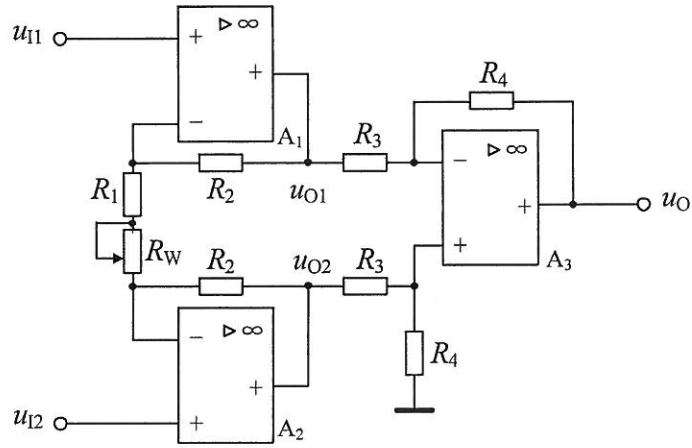 u_I1
+
▷ ∞
+
−
A₁
R₁
R₂
u_O1
R₃
R₄
−
▷ ∞
+
+
A₃
u_O
R_W
R₂
u_O2
R₃
R₄
−
▷ ∞
+
+
A₂
u_I2